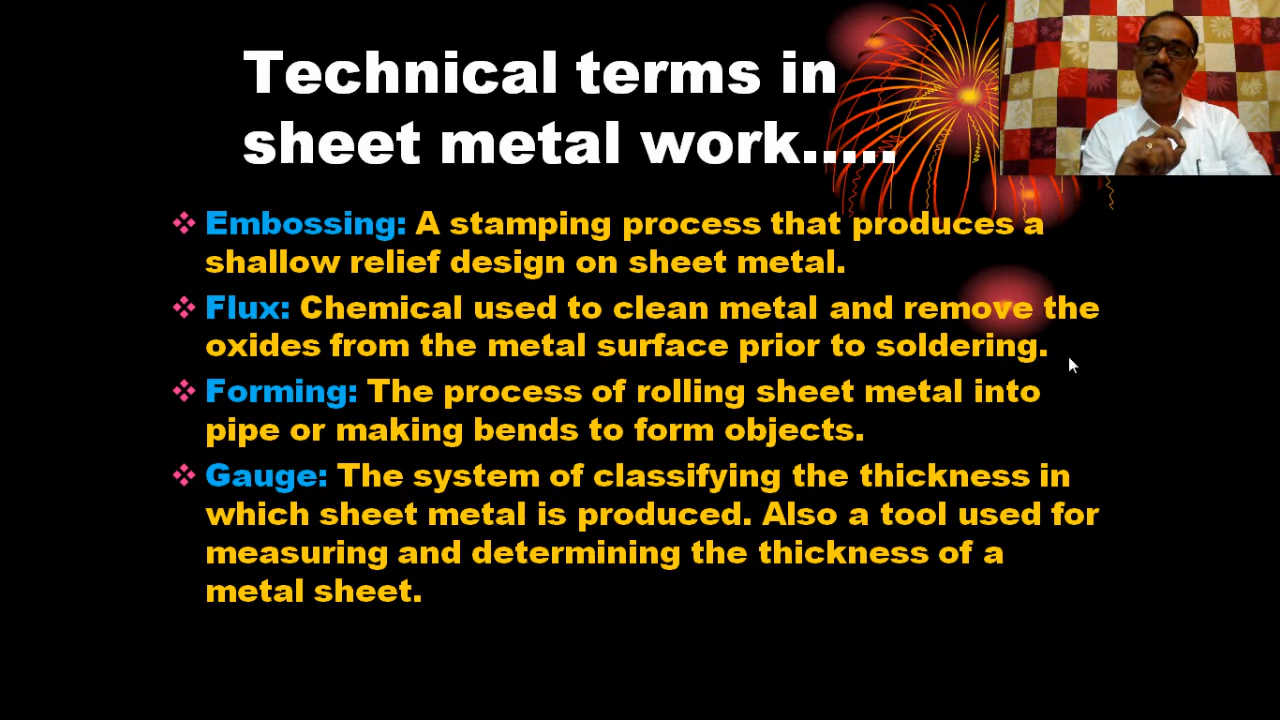 Technical terms in
sheet metal work.....
Embossing: A stamping process that produces a
shallow relief design on sheet metal.
Flux: Chemical used to clean metal and remove the
oxides from the metal surface prior to soldering.
Forming: The process of rolling sheet metal into
pipe or making bends to form objects.
Gauge: The system of classifying the thickness in
which sheet metal is produced. Also a tool used for
measuring and determining the thickness of a
metal sheet.